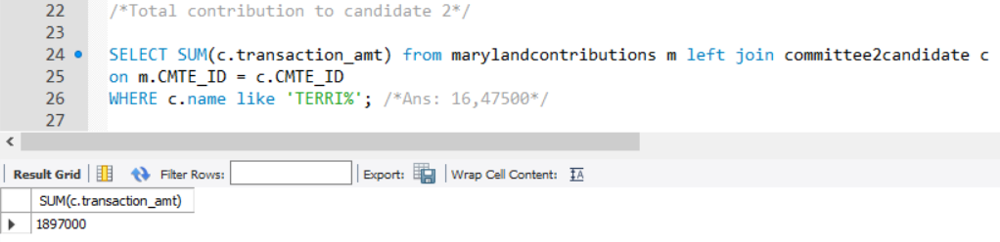 22 /*Total contribution to candidate 2*/
23
24 SELECT SUM(c.transaction_amt) from marylandcontributions m left join committee2candidate c
25 on m.CMTE_ID = c.CMTE_ID
26 WHERE c.name like 'TERRI%'; /*Ans: 16,47500*/
27
Result Grid Filter Rows: Export: Wrap Cell Content: IA
SUM(c.transaction_amt)
1897000